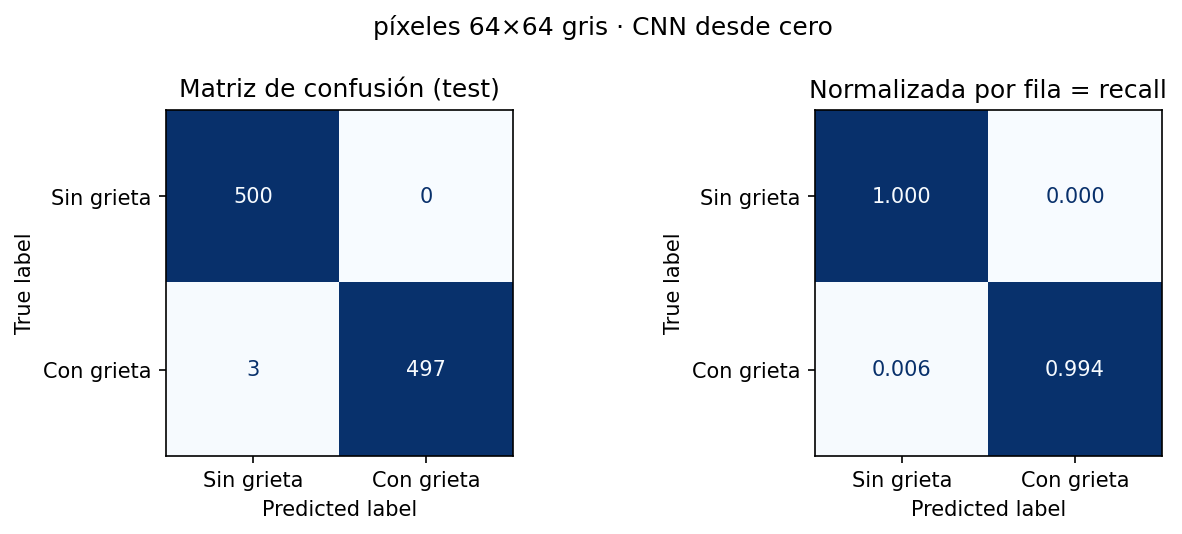 píxeles 64×64 gris · CNN desde cero
Matriz de confusión (test)
True label
Sin grieta
500
0
Con grieta
3
497
Sin grieta
Con grieta
Predicted label
Normalizada por fila = recall
True label
Sin grieta
1.000
0.000
Con grieta
0.006
0.994
Sin grieta
Con grieta
Predicted label